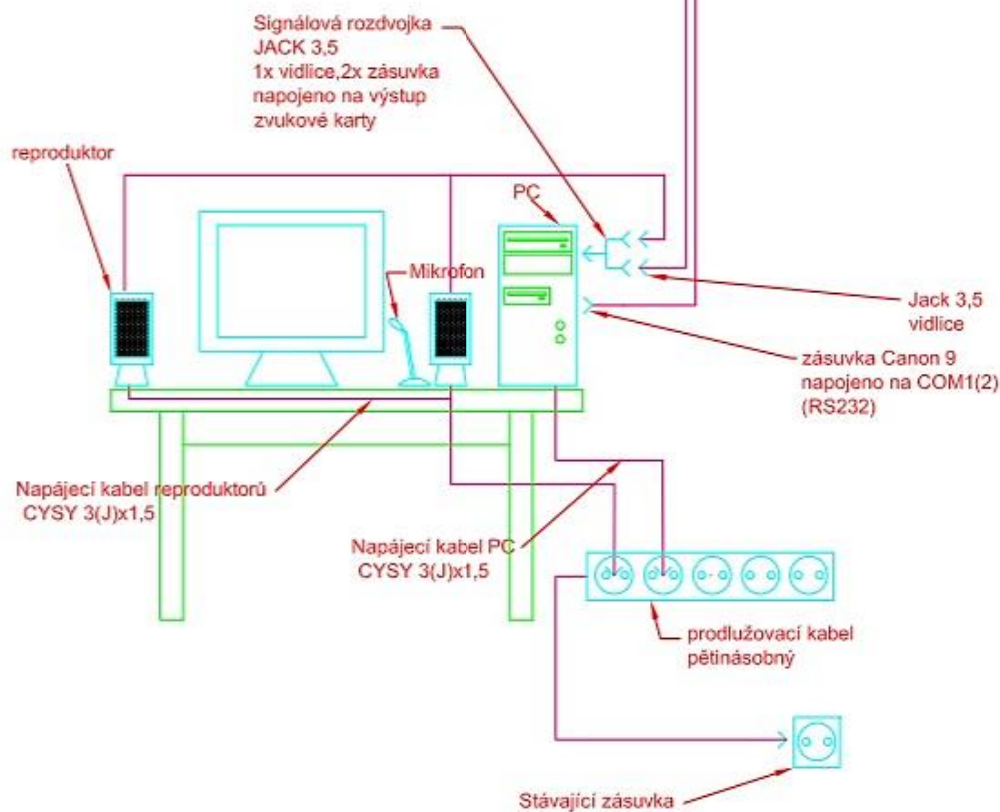 Signálová rozdvojka
JACK 3,5
1x vidlice,2x zásuvka
napojeno na výstup
zvukové karty
reproduktor
PC
Mikrofon
Jack 3,5
vidlice
zásuvka Canon 9
napojeno na COM1(2)
(RS232)
Napájecí kabel reproduktorů
CYSY 3(J)x1,5
Napájecí kabel PC
CYSY 3(J)x1,5
prodlužovací kabel
pětinásobný
Stávající zásuvka